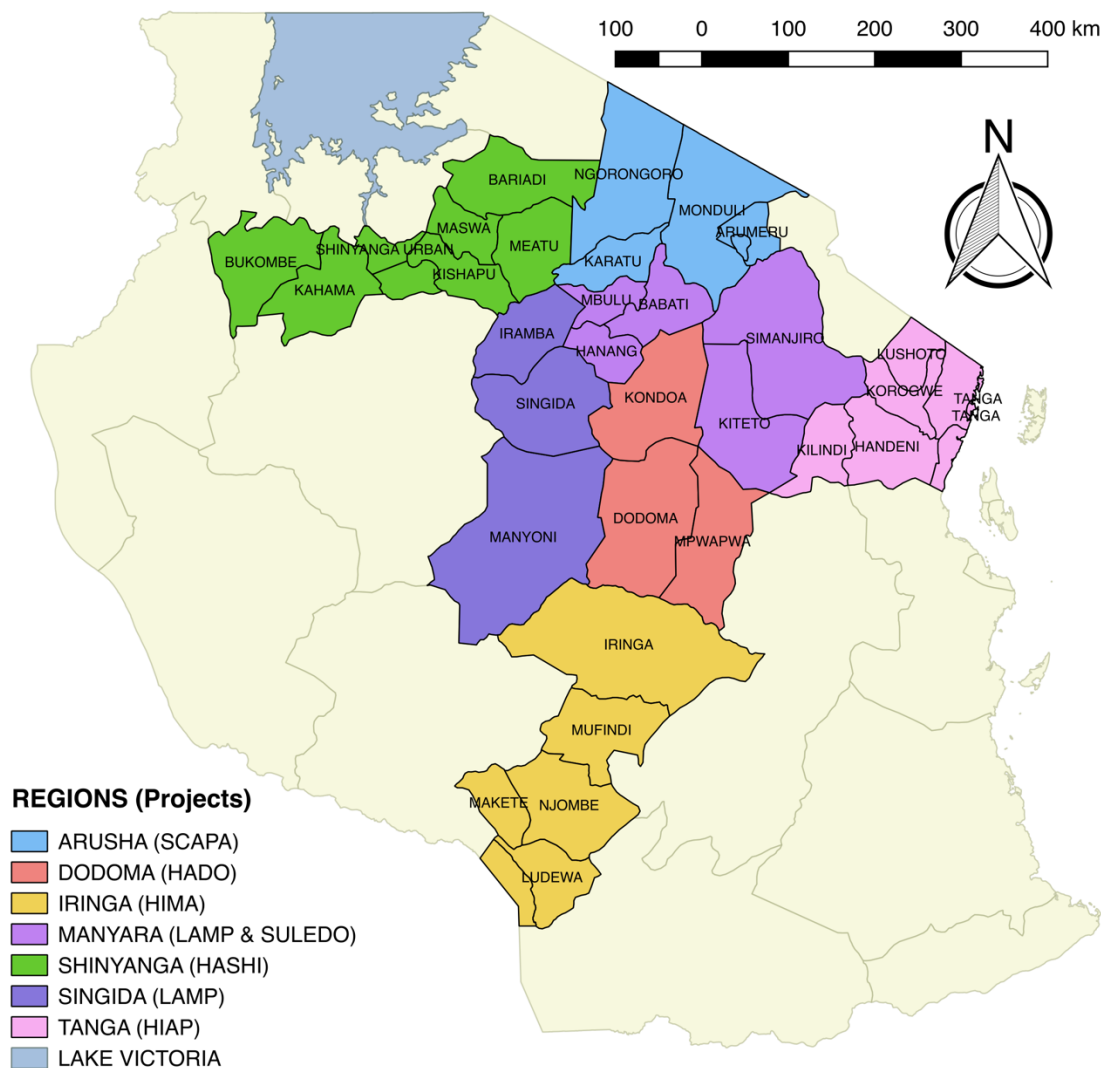 100 0 100 200 300 400 km
N
BARIADI
NGORONGORO
MONDULI
MASWA
ARUMERU
SHINYANGA URBAN
MEATU
BUKOMBE
KARATU
KISHAPU
KAHAMA
MBULU
BABATI
IRAMBA
SIMANJIRO
HANANG
LUSHOTO
KOROGWE
SINGIDA
KONDOA
TANGA
TANGA
KITETO
KILINDI
HANDENI
DODOMA
MANYONI
MPWAPWA
IRINGA
MUFINDI
MAKETE
NJOMBE
LUDEWA
REGIONS (Projects)
ARUSHA (SCAPA)
DODOMA (HADO)
IRINGA (HIMA)
MANYARA (LAMP & SULEDO)
SHINYANGA (HASHI)
SINGIDA (LAMP)
TANGA (HIAP)
LAKE VICTORIA